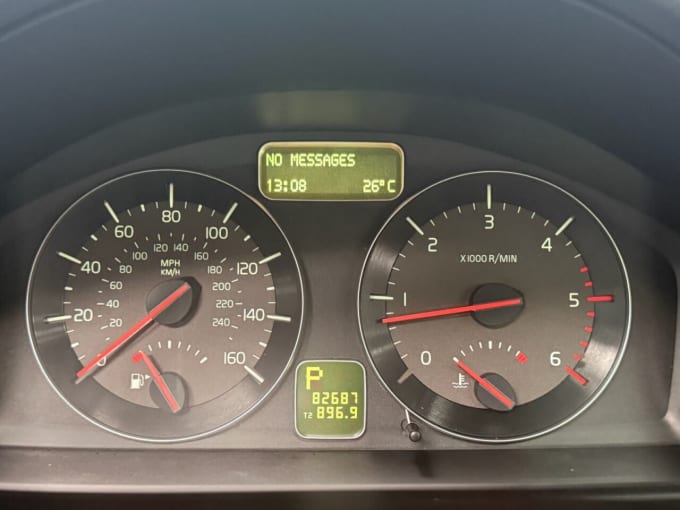 NO MESSAGES
13:08 26°C
0 20 40 60 80 100 120 140 160
MPH
KM/H
20 40 60 80 100 120 140 160 180 200 220 240
X1000 R/MIN
0 1 2 3 4 5 6
P
82687
T2 896.9